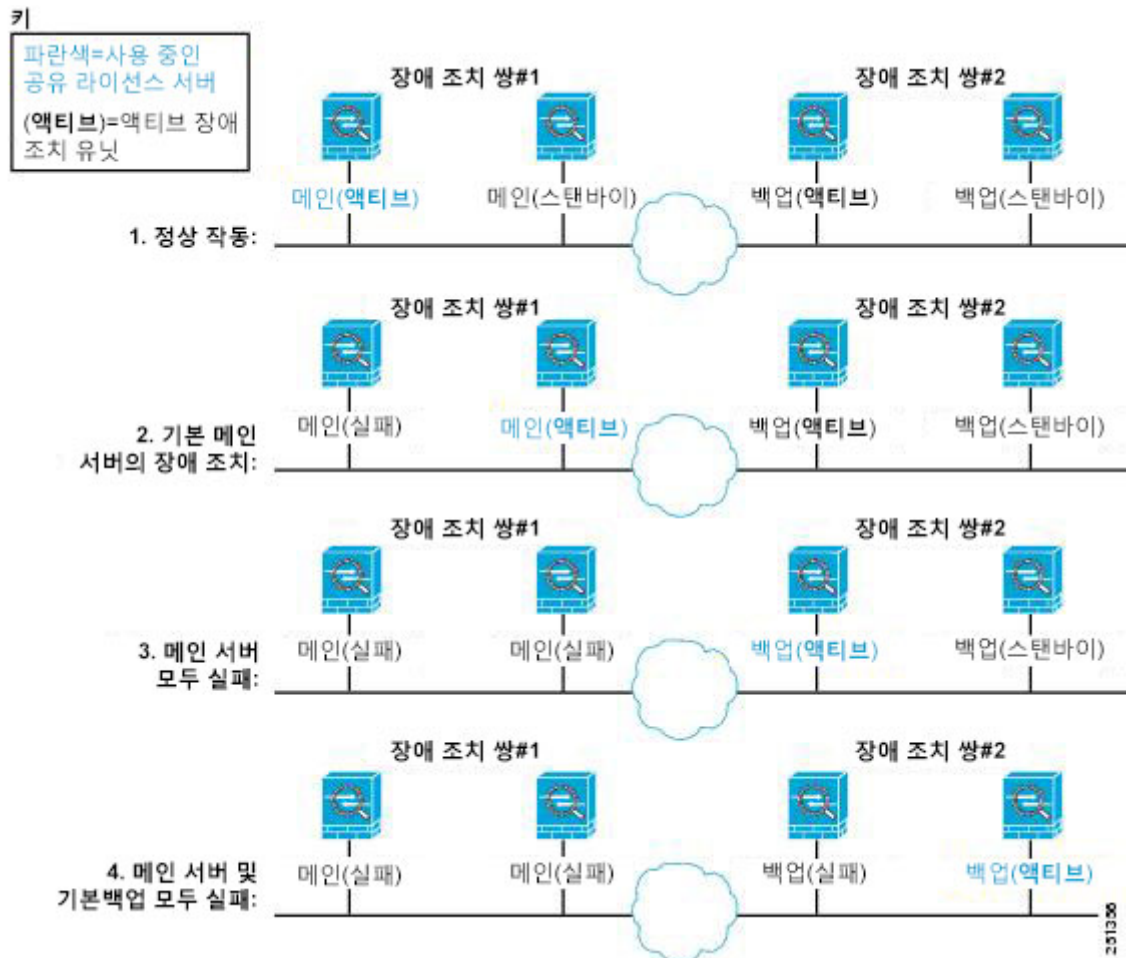 키
파란색=사용 중인
공유 라이선스 서버
(액티브)=액티브 장애
조치 유닛
장애 조치 쌍#1
장애 조치 쌍#2
메인(액티브)
메인(스탠바이)
백업(액티브)
백업(스탠바이)
1. 정상 작동:
장애 조치 쌍#1
장애 조치 쌍#2
메인(실패)
메인(액티브)
백업(액티브)
백업(스탠바이)
2. 기본 메인
서버의 장애 조치:
장애 조치 쌍#1
장애 조치 쌍#2
메인(실패)
메인(실패)
백업(액티브)
백업(스탠바이)
3. 메인 서버
모두 실패:
장애 조치 쌍#1
장애 조치 쌍#2
메인(실패)
메인(실패)
백업(실패)
백업(액티브)
4. 메인 서버 및
기본백업 모두 실패:
251356